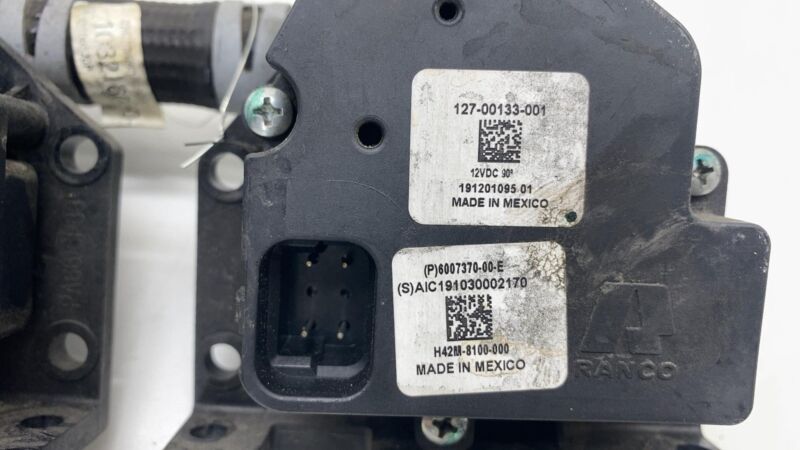 127-00133-001
12VDC 90°
191201095 01
MADE IN MEXICO
(P)6007370-00-E
(S)AIC191030002170
H42M-8100-000
MADE IN MEXICO
RANCO